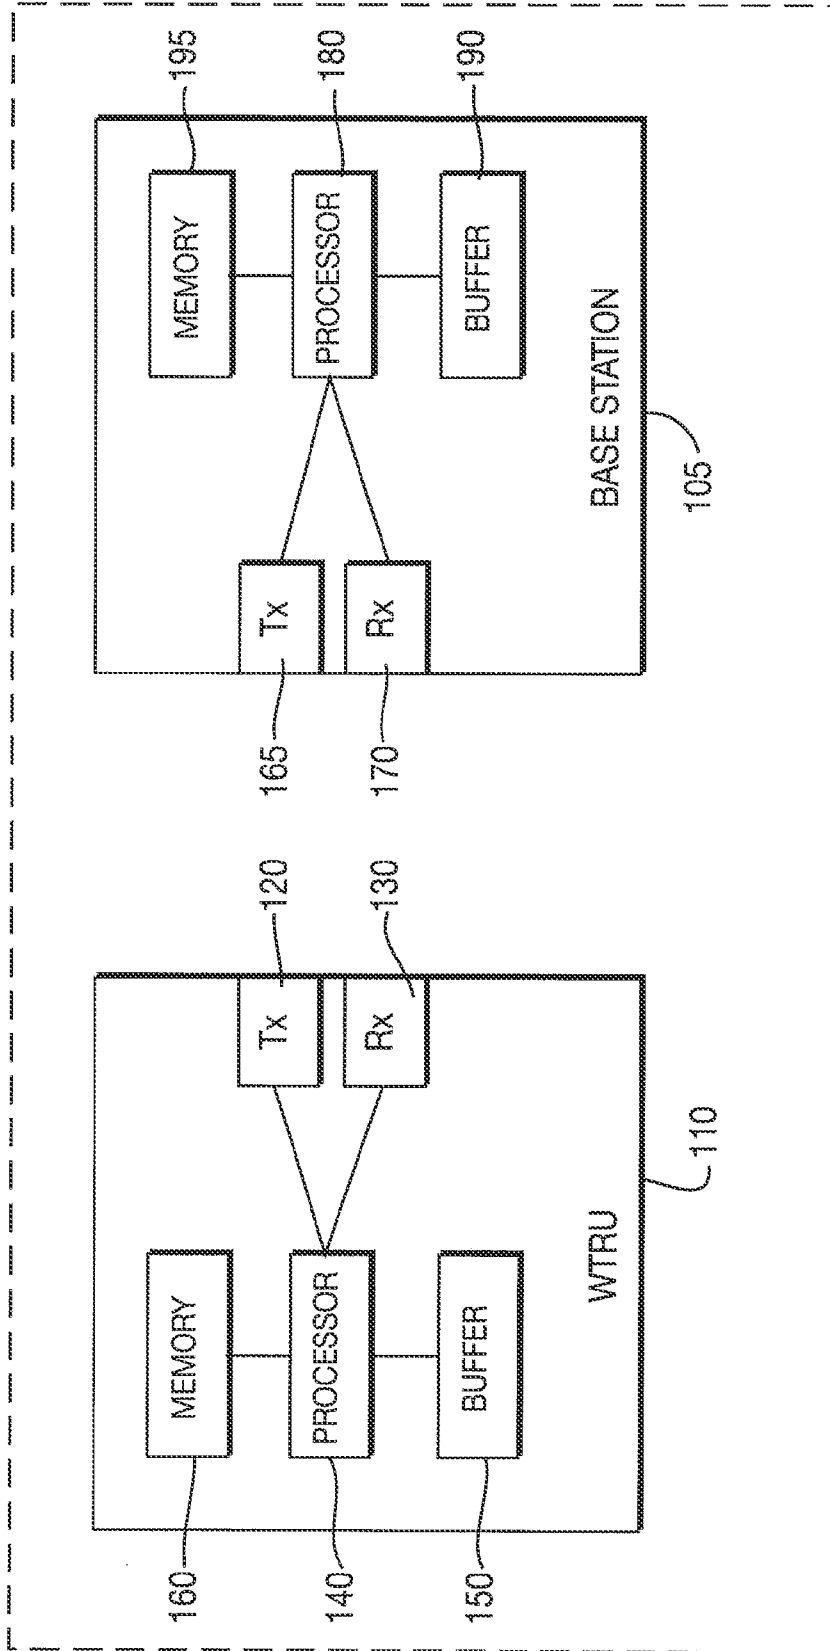 160
MEMORY
140
PROCESSOR
150
BUFFER
Tx
120
Rx
130
WTRU
110
165
Tx
170
Rx
MEMORY
195
PROCESSOR
180
BUFFER
190
BASE STATION
105